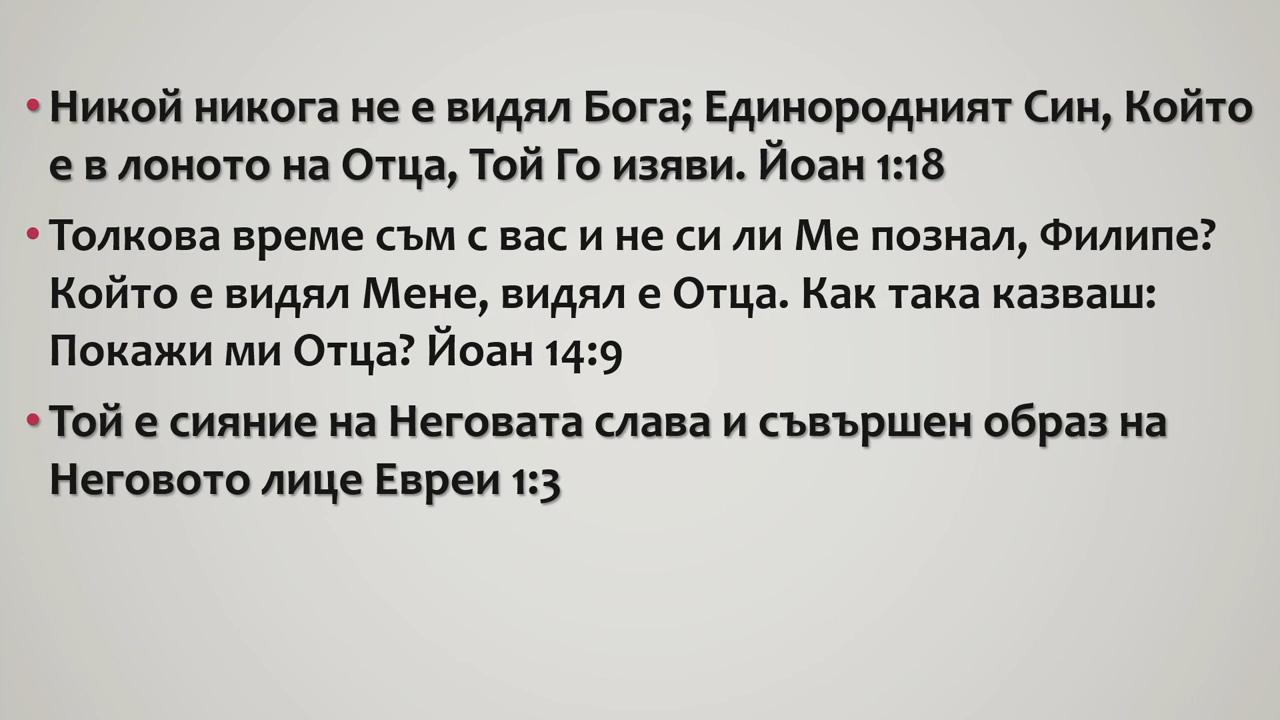 • Никой никога не е видял Бога; Единородният Син, Който
е в лоното на Отца, Той Го изяви. Йоан 1:18
• Толкова време съм с вас и не си ли Ме познал, Филипе?
Който е видял Мене, видял е Отца. Как така казваш:
Покажи ми Отца? Йоан 14:9
• Той е сияние на Неговата слава и съвършен образ на
Неговото лице Евреи 1:3